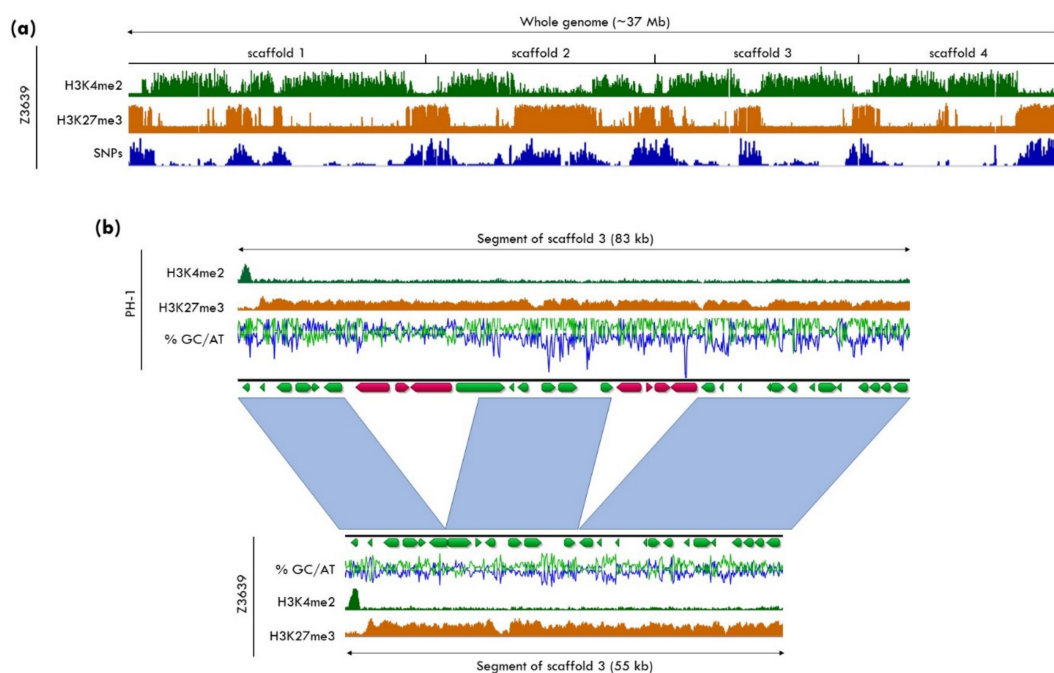 (a)
Whole genome (~37 Mb)
scaffold 1 scaffold 2 scaffold 3 scaffold 4
Z3639
H3K4me2
H3K27me3
SNPs
(b)
Segment of scaffold 3 (83 kb)
PH-1
H3K4me2
H3K27me3
% GC/AT
Z3639
% GC/AT
H3K4me2
H3K27me3
Segment of scaffold 3 (55 kb)